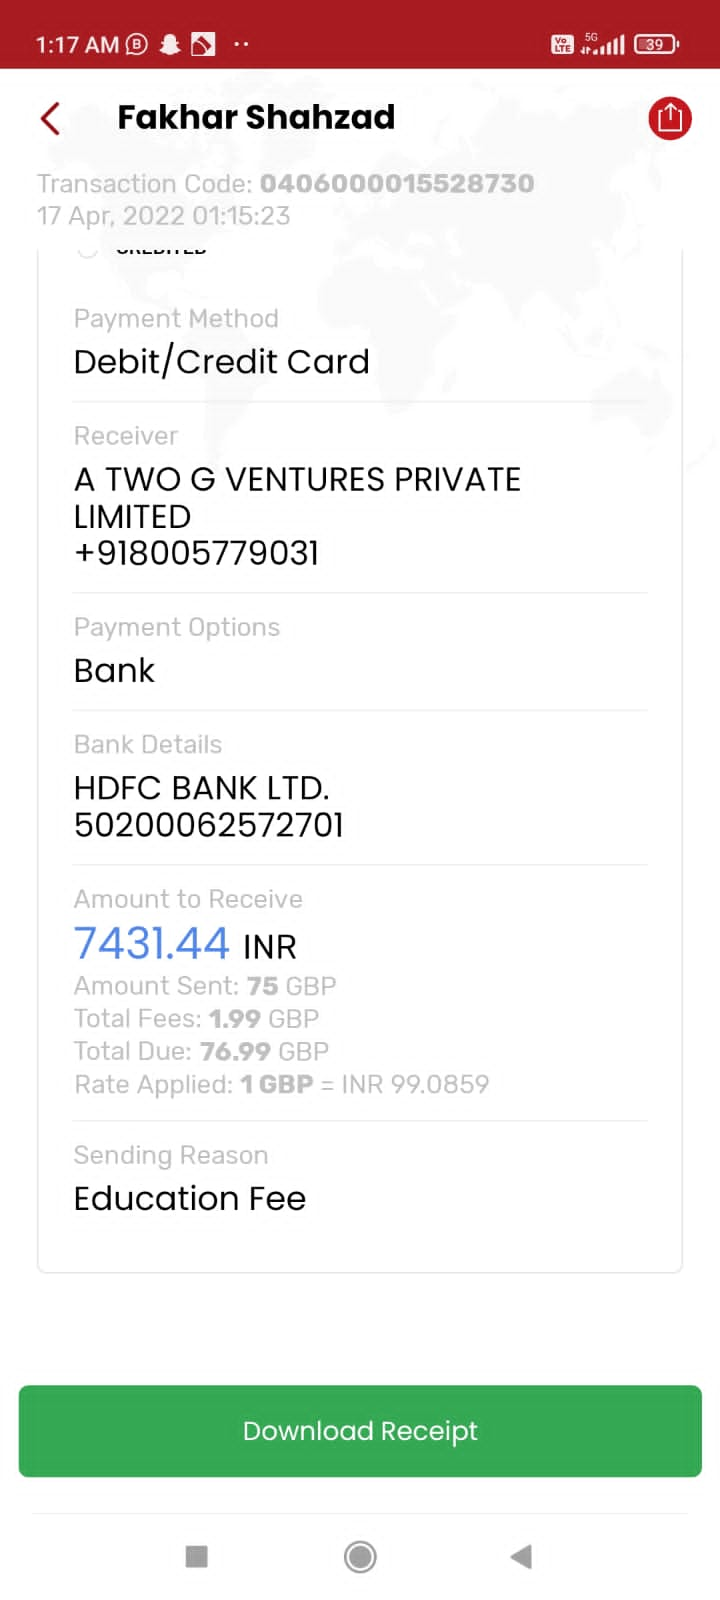 1:17 AM
Vo LTE 5G 39
Fakhar Shahzad
Transaction Code: 0406000015528730
17 Apr, 2022 01:15:23
CREDITED
Payment Method
Debit/Credit Card
Receiver
A TWO G VENTURES PRIVATE
LIMITED
+918005779031
Payment Options
Bank
Bank Details
HDFC BANK LTD.
50200062572701
Amount to Receive
7431.44 INR
Amount Sent: 75 GBP
Total Fees: 1.99 GBP
Total Due: 76.99 GBP
Rate Applied: 1 GBP = INR 99.0859
Sending Reason
Education Fee
Download Receipt